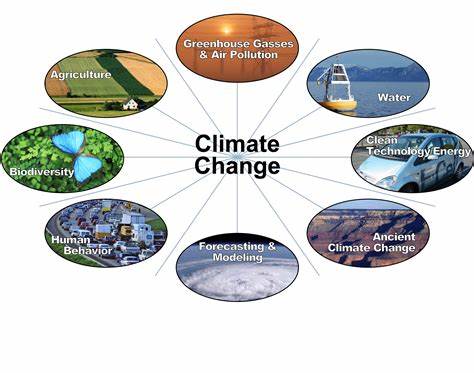 Greenhouse Gasses
& Air Pollution
Agriculture
Water
Climate
Change
Clean
Technology/Energy
Biodiversity
Human
Behavior
Forecasting &
Modeling
Ancient
Climate Change